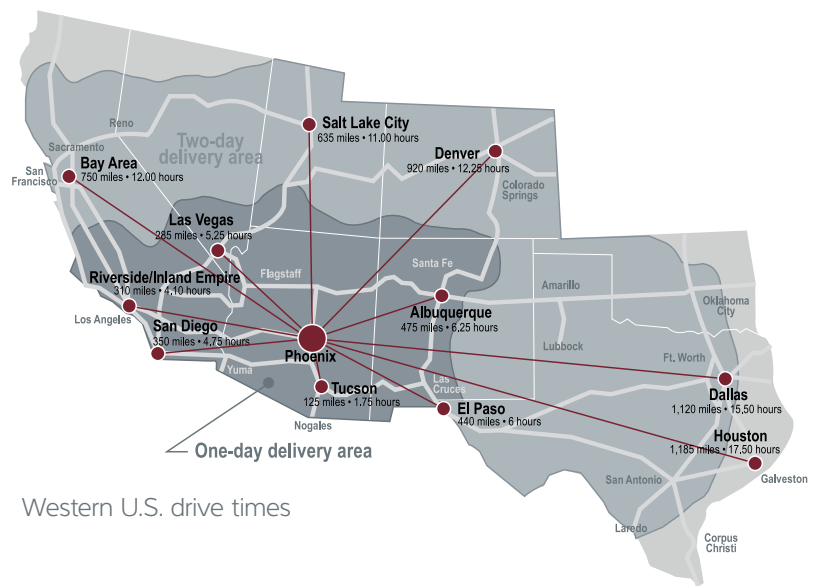 Salt Lake City
635 miles • 11.00 hours
Reno
Two-day
delivery area
Sacramento
Denver
920 miles • 12.25 hours
Bay Area
750 miles • 12.00 hours
San
Francisco
Colorado
Springs
Las Vegas
285 miles • 5.25 hours
Santa Fe
Flagstaff
Riverside/Inland Empire
310 miles • 4.10 hours
Amarillo
Oklahoma
City
Albuquerque
475 miles • 6.25 hours
Los Angeles
San Diego
350 miles • 4.75 hours
Lubbock
Phoenix
Ft. Worth
Yuma
Las
Cruces
Tucson
125 miles • 1.75 hours
Dallas
1,120 miles • 15,50 hours
El Paso
440 miles • 6 hours
Nogales
Houston
1,185 miles • 17,50 hours
One-day delivery area
San Antonio
Galveston
Western U.S. drive times
Laredo
Corpus
Christi